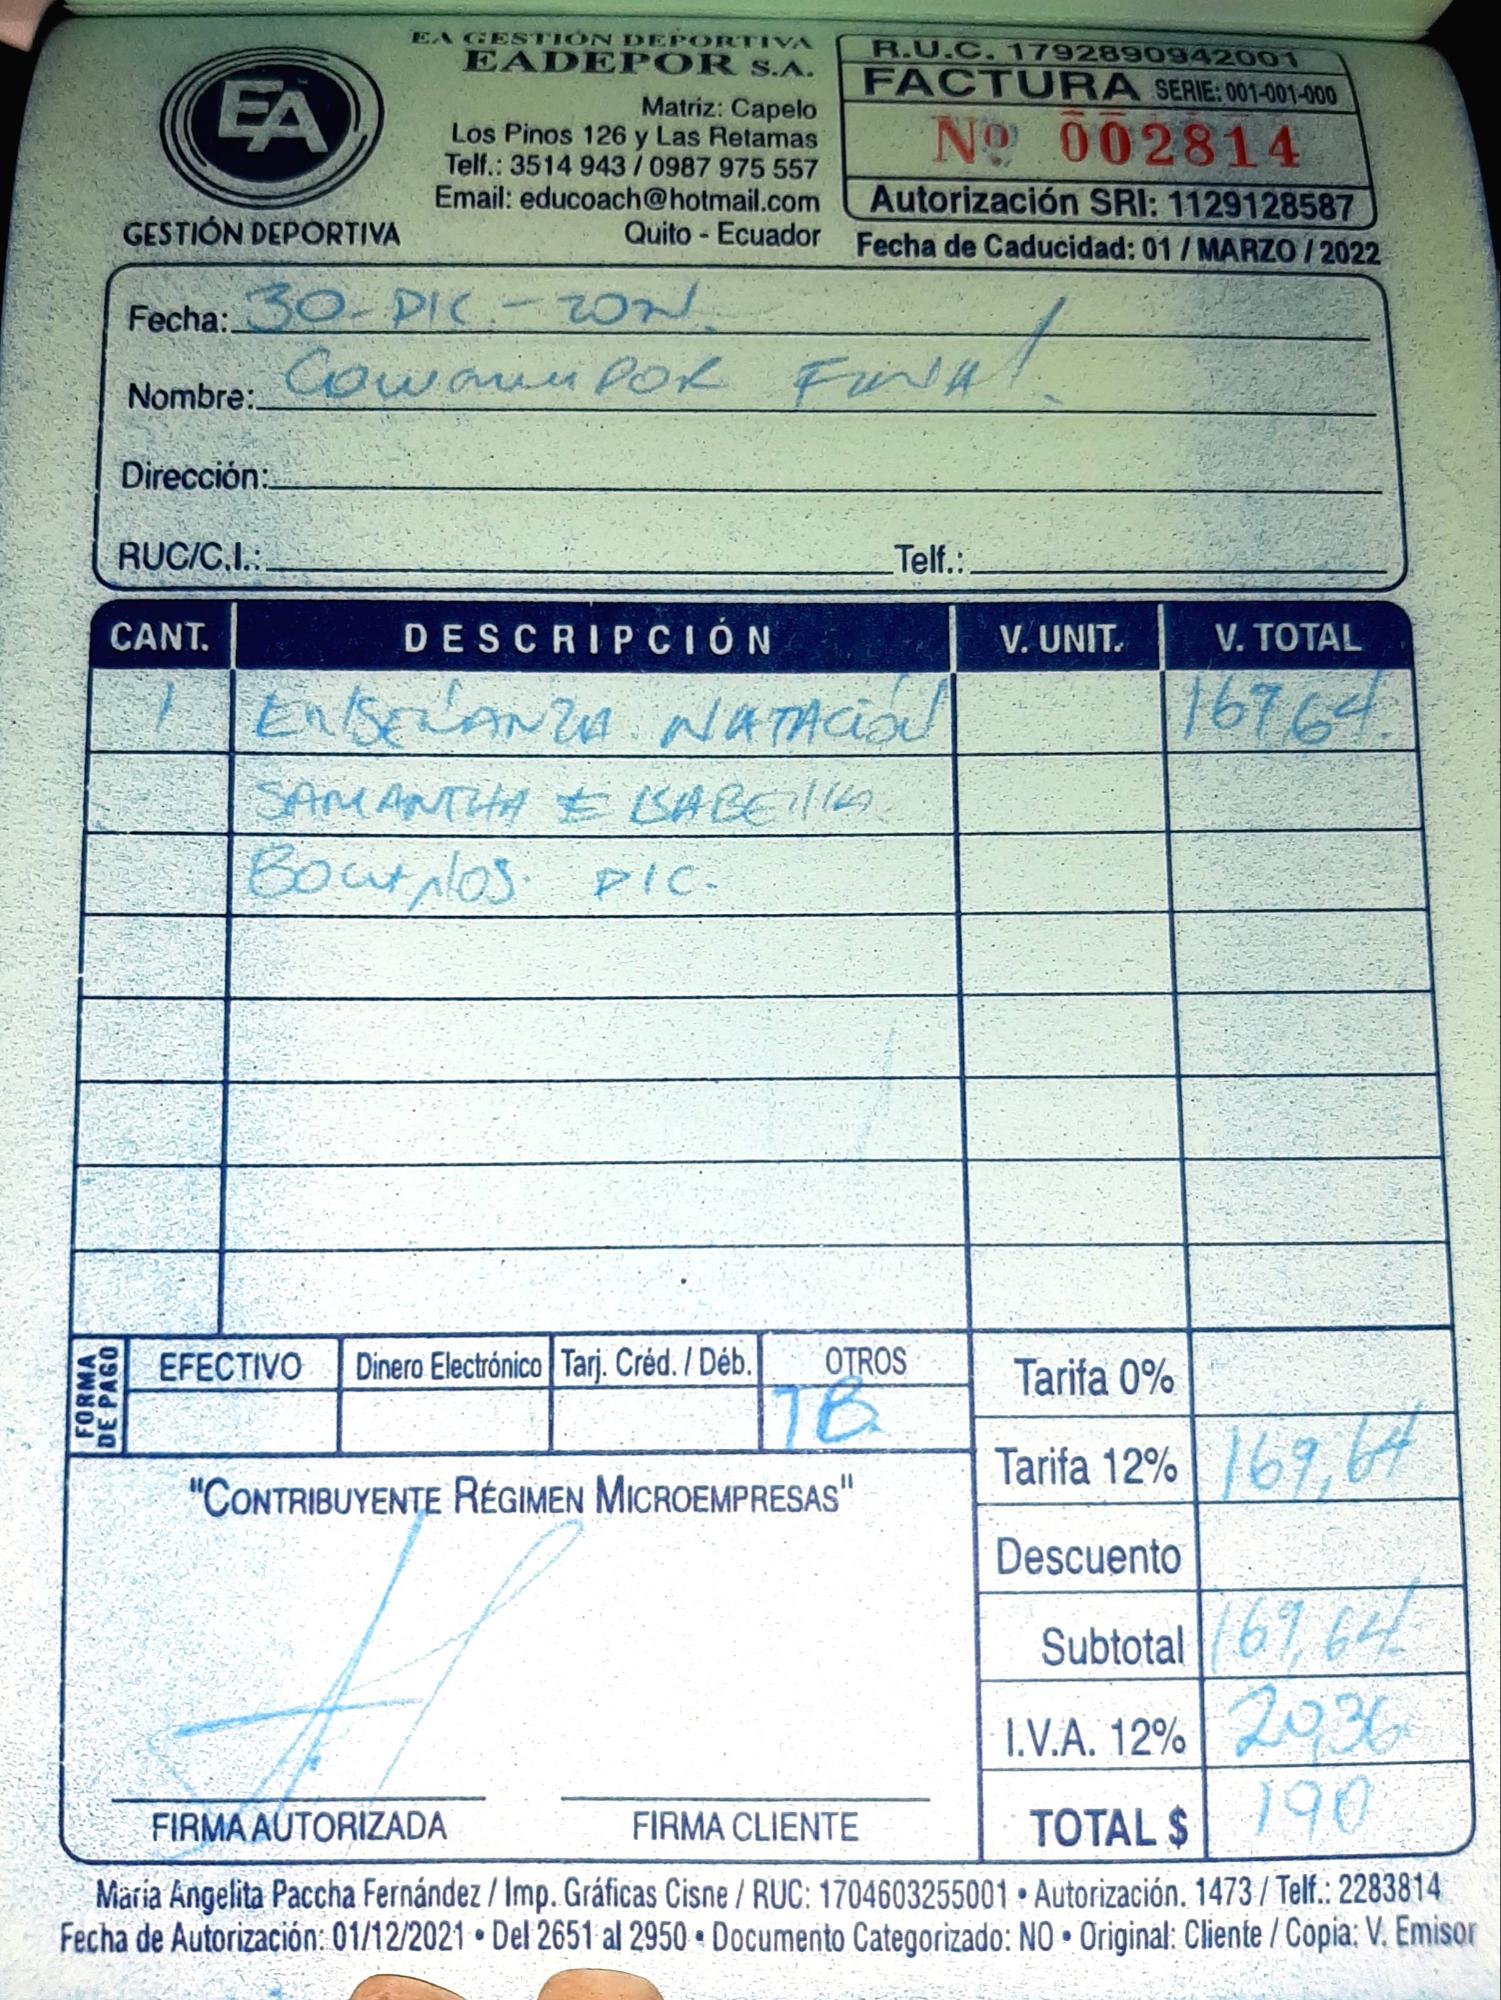 EA GESTIÓN DEPORTIVA
EADEPOR S.A.
EA
GESTIÓN DEPORTIVA
Matriz: Capelo
Los Pinos 126 y Las Retamas
Telf.: 3514 943 / 0987 975 557
Email: educoach@hotmail.com
Quito - Ecuador
R.U.C. 1792890942001
FACTURA SERIE: 001-001-000
Nº 002814
Autorización SRI: 1129128587
Fecha de Caducidad: 01 / MARZO / 2022
Fecha: 30-DIC.-
Nombre:
Dirección:
RUC/C.I.: Telf.:
CANT. DESCRIPCIÓN V. UNIT. V. TOTAL
1 ENSEÑANZA NATACIÓN 167,64
SAMANTHA E ISABELLA
DIC.
FORMA DE PAGO
EFECTIVO Dinero Electrónico Tarj. Créd. / Déb. OTROS
TB
Tarifa 0%
Tarifa 12% 169,64
Descuento
Subtotal 169,64
I.V.A. 12% 20,36
TOTAL $ 190
"CONTRIBUYENTE RÉGIMEN MICROEMPRESAS"
FIRMA AUTORIZADA FIRMA CLIENTE
María Angelita Paccha Fernández / Imp. Gráficas Cisne / RUC: 1704603255001 • Autorización. 1473 / Telf.: 2283814
Fecha de Autorización: 01/12/2021 • Del 2651 al 2950 • Documento Categorizado: NO • Original: Cliente / Copia: V. Emisor